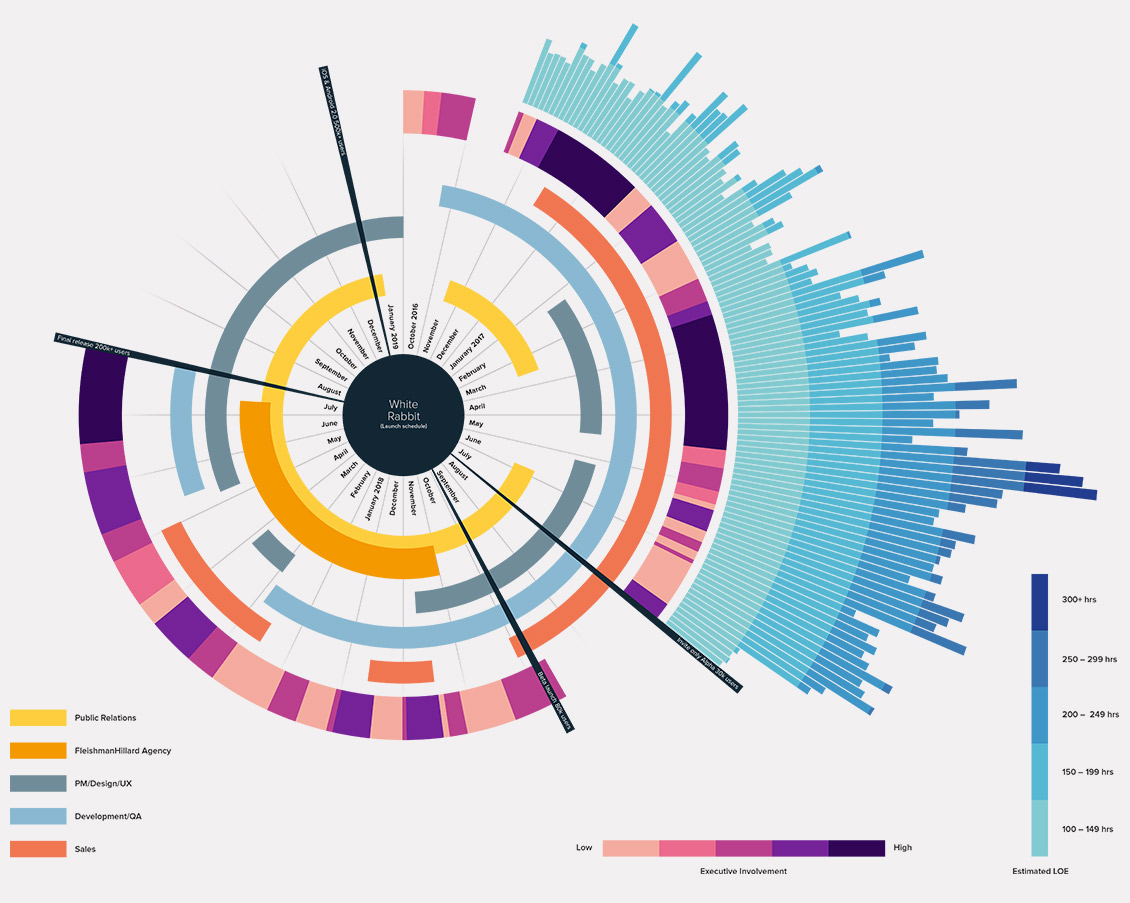 iOS & Android 2.0 500k+ users
Final release 200k+ users
White
Rabbit
(Launch schedule)
October 2016
November
December
January 2017
February
March
April
May
June
July
August
September
October
November
December
January 2018
February
March
April
May
June
July
August
September
October
November
December
January 2019
Invite only Alpha 30k users
Beta launch 80k users
Public Relations
FleishmanHillard Agency
PM/Design/UX
Development/QA
Sales
Low
High
Executive Involvement
300+ hrs
250 – 299 hrs
200 – 249 hrs
150 – 199 hrs
100 – 149 hrs
Estimated LOE